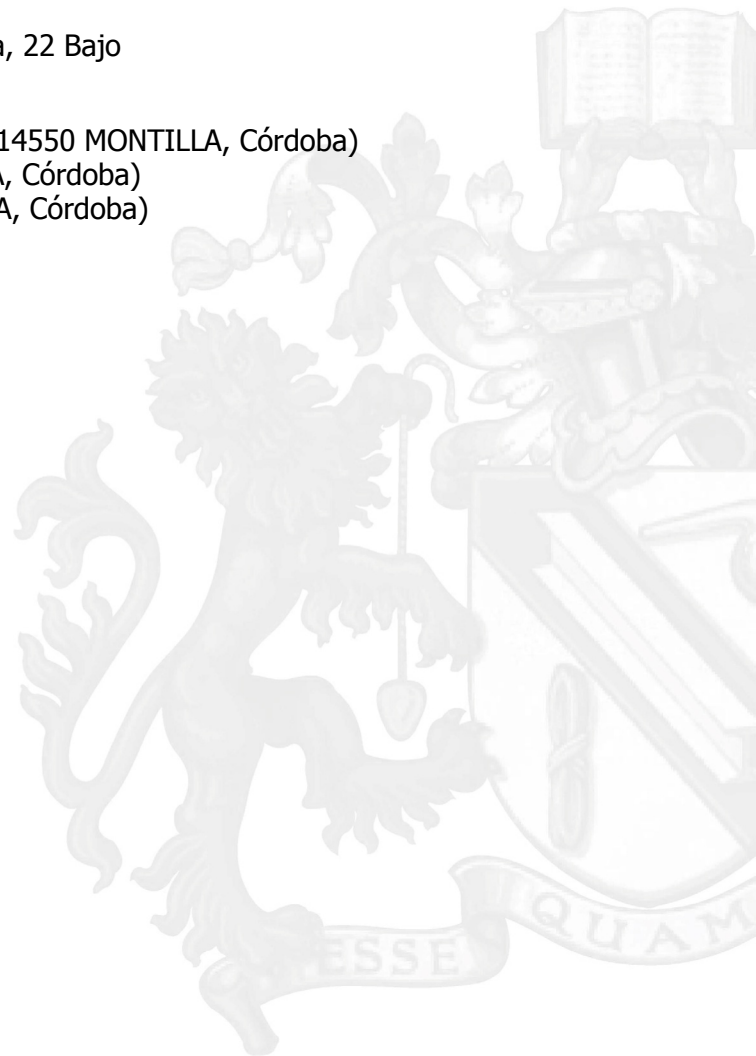 , 22 Bajo
14550 MONTILLA, Córdoba)
, Córdoba)
, Córdoba)
ESSE QUAM